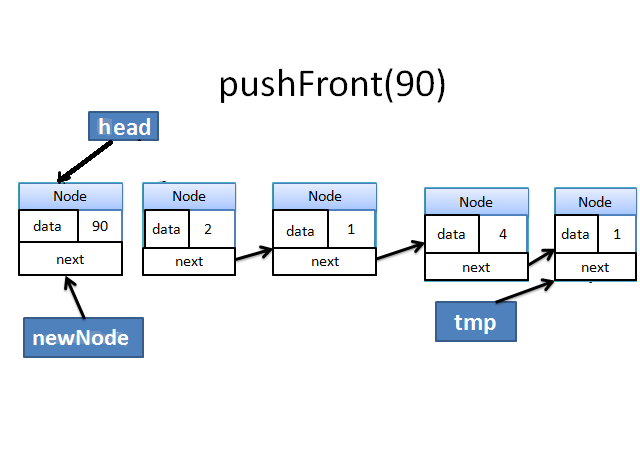 pushFront(90)
head
Node
data 90
next
Node
data 2
next
Node
data 1
next
Node
data 4
next
Node
data 1
next
newNode
tmp